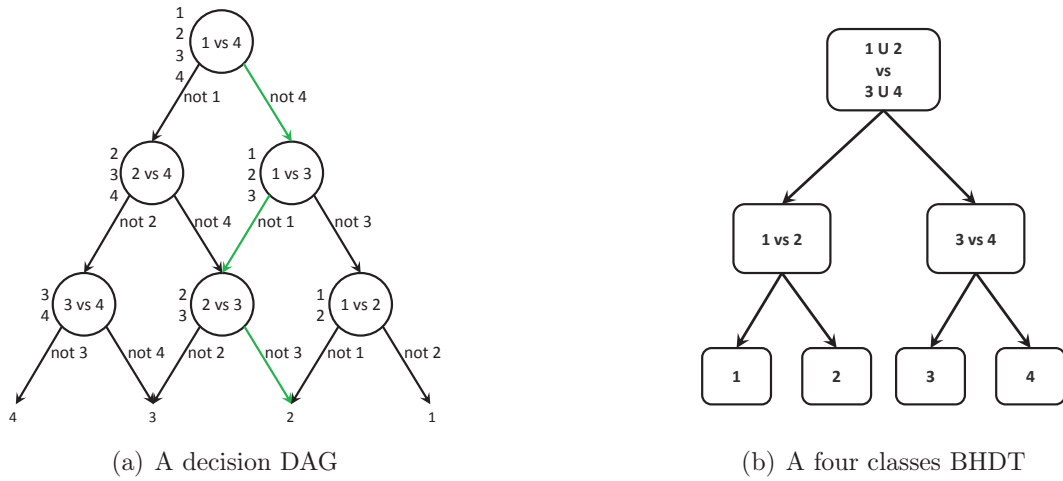 1
2
3
4
1 vs 4
not 1
not 4
2
3
4
2 vs 4
1
2
3
1 vs 3
not 2
not 4
not 1
not 3
3
4
3 vs 4
2
3
2 vs 3
1
2
1 vs 2
not 3
not 4
not 2
not 3
not 1
not 2
4
3
2
1
(a) A decision DAG
1 U 2
vs
3 U 4
1 vs 2
3 vs 4
1
2
3
4
(b) A four classes BHDT